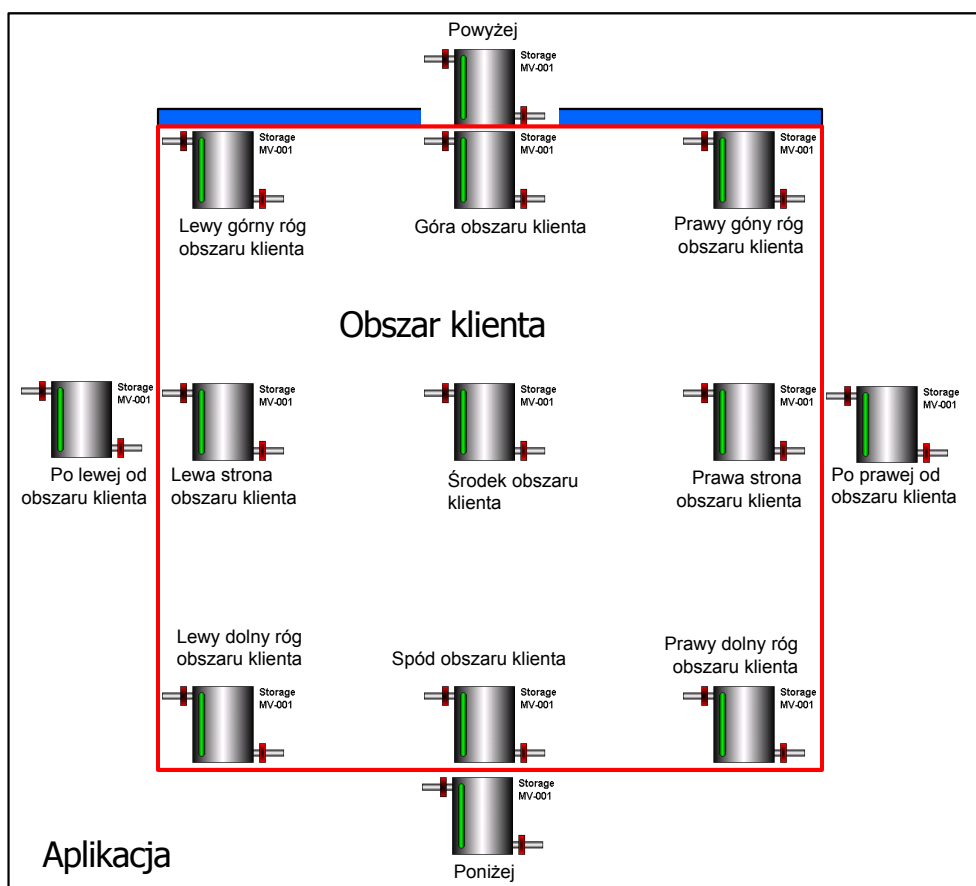 Powyżej
Storage
MV-001
Storage
MV-001
Storage
MV-001
Storage
MV-001
Lewy górny róg
obszaru klienta
Góra obszaru klienta
Prawy góny róg
obszaru klienta
Obszar klienta
Storage
MV-001
Storage
MV-001
Storage
MV-001
Storage
MV-001
Storage
MV-001
Po lewej od
obszaru klienta
Lewa strona
obszaru klienta
Środek obszaru
klienta
Prawa strona
obszaru klienta
Po prawej od
obszaru klienta
Lewy dolny róg
obszaru klienta
Spód obszaru klienta
Prawy dolny róg
obszaru klienta
Storage
MV-001
Storage
MV-001
Storage
MV-001
Storage
MV-001
Aplikacja
Poniżej